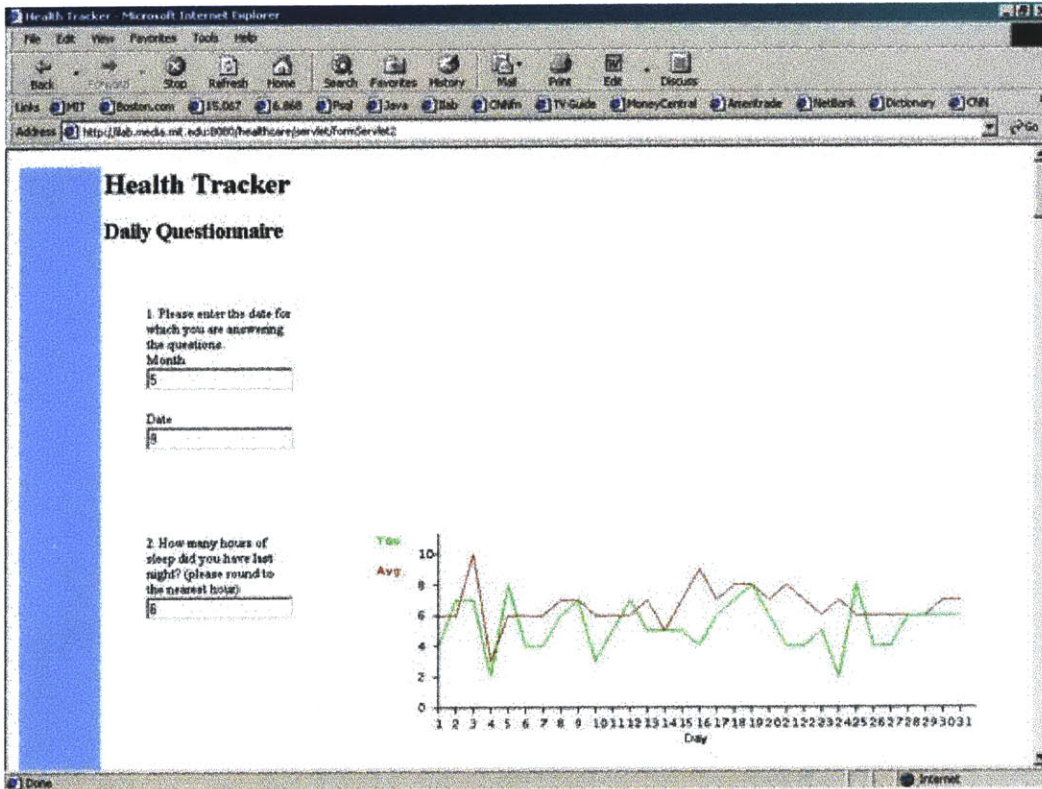 Health Tracker - Microsoft Internet Explorer
File Edit View Favorites Tools Help
Back Forward Stop Refresh Home Search Favorites History Mail Print Edit Discuss
Links MIT Boston.com 15.067 6.868 Java CNNfn TV-Guide MoneyCentral Ameritrade NetBank Dictionary CNN
Address http://ilab.media.mit.edu:8080/healthcare/servlet/formServlet2 Go
Health Tracker
Daily Questionnaire
1. Please enter the date for
which you are answering
the questions.
Month
5
Date
9
2. How many hours of
sleep did you have last
night? (please round to
the nearest hour)
6
You
Avg
10
8
6
4
2
0
1 2 3 4 5 6 7 8 9 10 11 12 13 14 15 16 17 18 19 20 21 22 23 24 25 26 27 28 29 30 31
Day
Done Internet